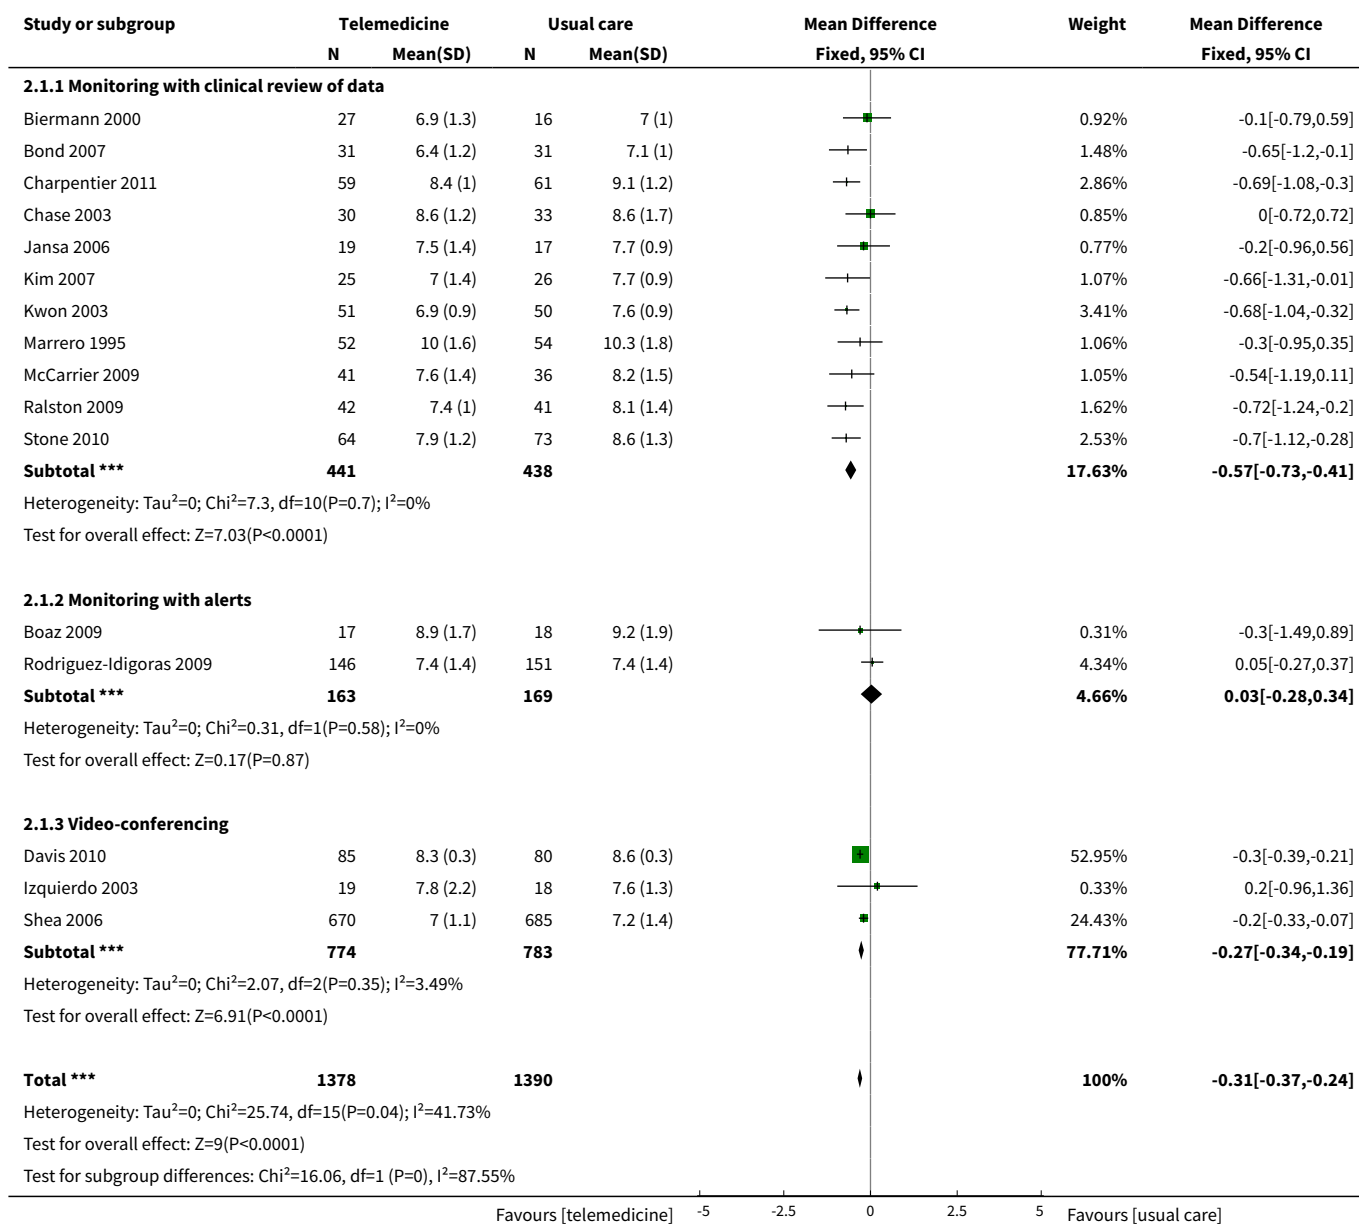 Study or subgroup Telemedicine Usual care Mean Difference Weight Mean Difference
N Mean(SD) N Mean(SD) Fixed, 95% CI Fixed, 95% CI
2.1.1 Monitoring with clinical review of data
Biermann 2000 27 6.9 (1.3) 16 7 (1) 0.92% -0.1[-0.79,0.59]
Bond 2007 31 6.4 (1.2) 31 7.1 (1) 1.48% -0.65[-1.2,-0.1]
Charpentier 2011 59 8.4 (1) 61 9.1 (1.2) 2.86% -0.69[-1.08,-0.3]
Chase 2003 30 8.6 (1.2) 33 8.6 (1.7) 0.85% 0[-0.72,0.72]
Jansa 2006 19 7.5 (1.4) 17 7.7 (0.9) 0.77% -0.2[-0.96,0.56]
Kim 2007 25 7 (1.4) 26 7.7 (0.9) 1.07% -0.66[-1.31,-0.01]
Kwon 2003 51 6.9 (0.9) 50 7.6 (0.9) 3.41% -0.68[-1.04,-0.32]
Marrero 1995 52 10 (1.6) 54 10.3 (1.8) 1.06% -0.3[-0.95,0.35]
McCarrier 2009 41 7.6 (1.4) 36 8.2 (1.5) 1.05% -0.54[-1.19,0.11]
Ralston 2009 42 7.4 (1) 41 8.1 (1.4) 1.62% -0.72[-1.24,-0.2]
Stone 2010 64 7.9 (1.2) 73 8.6 (1.3) 2.53% -0.7[-1.12,-0.28]
Subtotal *** 441 438 17.63% -0.57[-0.73,-0.41]
Heterogeneity: Tau²=0; Chi²=7.3, df=10(P=0.7); I²=0%
Test for overall effect: Z=7.03(P<0.0001)
2.1.2 Monitoring with alerts
Boaz 2009 17 8.9 (1.7) 18 9.2 (1.9) 0.31% -0.3[-1.49,0.89]
Rodriguez-Idigoras 2009 146 7.4 (1.4) 151 7.4 (1.4) 4.34% 0.05[-0.27,0.37]
Subtotal *** 163 169 4.66% 0.03[-0.28,0.34]
Heterogeneity: Tau²=0; Chi²=0.31, df=1(P=0.58); I²=0%
Test for overall effect: Z=0.17(P=0.87)
2.1.3 Video-conferencing
Davis 2010 85 8.3 (0.3) 80 8.6 (0.3) 52.95% -0.3[-0.39,-0.21]
Izquierdo 2003 19 7.8 (2.2) 18 7.6 (1.3) 0.33% 0.2[-0.96,1.36]
Shea 2006 670 7 (1.1) 685 7.2 (1.4) 24.43% -0.2[-0.33,-0.07]
Subtotal *** 774 783 77.71% -0.27[-0.34,-0.19]
Heterogeneity: Tau²=0; Chi²=2.07, df=2(P=0.35); I²=3.49%
Test for overall effect: Z=6.91(P<0.0001)
Total *** 1378 1390 100% -0.31[-0.37,-0.24]
Heterogeneity: Tau²=0; Chi²=25.74, df=15(P=0.04); I²=41.73%
Test for overall effect: Z=9(P<0.0001)
Test for subgroup differences: Chi²=16.06, df=1 (P=0), I²=87.55%
Favours [telemedicine] -5 -2.5 0 2.5 5 Favours [usual care]